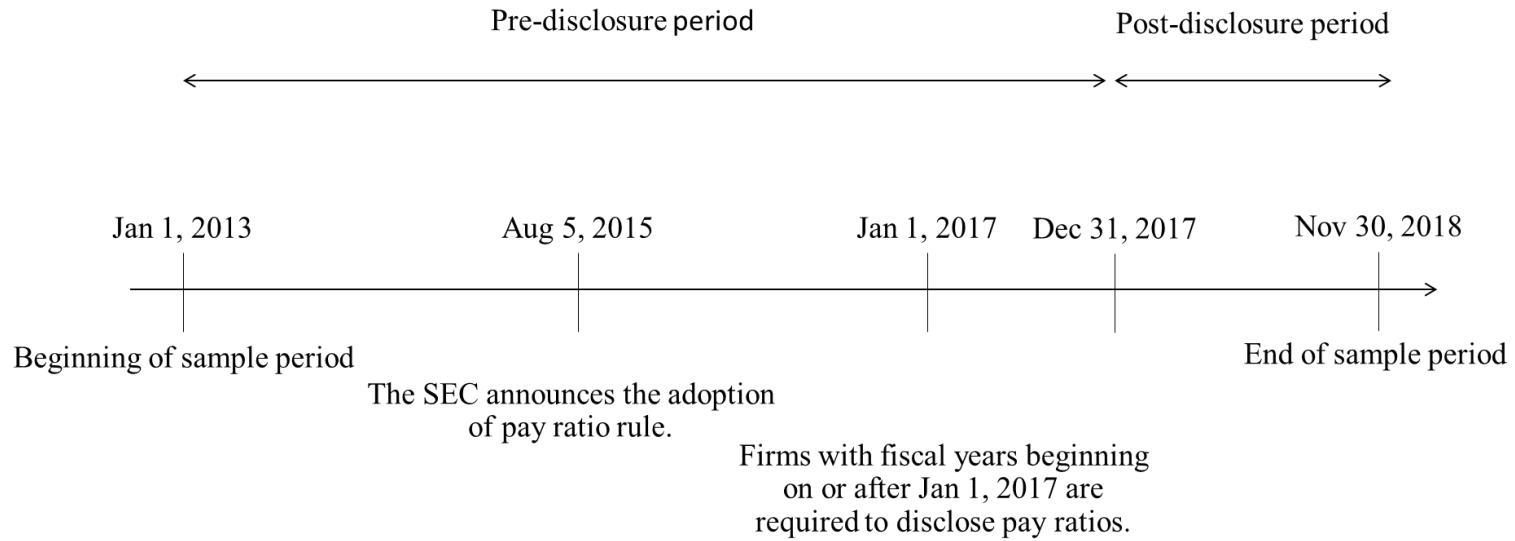 Pre-disclosure period
Post-disclosure period
Jan 1, 2013
Aug 5, 2015
Jan 1, 2017
Dec 31, 2017
Nov 30, 2018
Beginning of sample period
The SEC announces the adoption
of pay ratio rule.
Firms with fiscal years beginning
on or after Jan 1, 2017 are
required to disclose pay ratios.
End of sample period